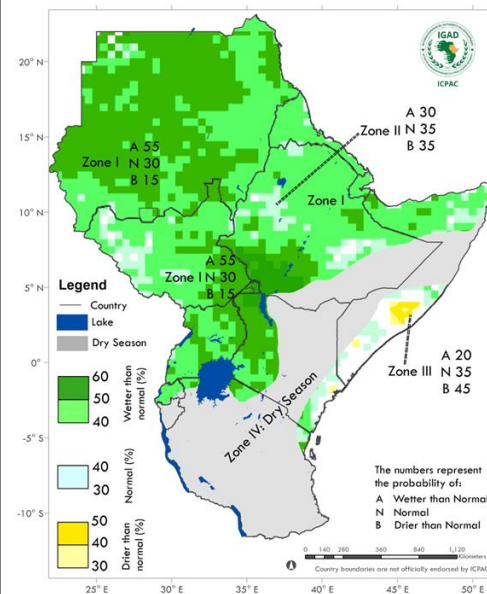 IGAD
ICPAC
20° N
15° N
10° N
5° N
0°
-5° S
-10° S
A 30
Zone II N 35
B 35
A 55
Zone I N 30
B 15
Zone I
A 55
Zone I N 30
B 15
A 20
Zone III N 35
B 45
Zone IV: Dry Season
Legend
Country
Lake
Dry Season
60
50
40
Wetter than
normal (%)
40
30
Normal (%)
50
40
30
Drier than
normal (%)
The numbers represent
the probability of:
A Wetter than Normal
N Normal
B Drier than Normal
0 140 280 560 840 1,120
Kilometers
Country boundaries are not officially endorsed by ICPAC
25° E
30° E
35° E
40° E
45° E
50° E